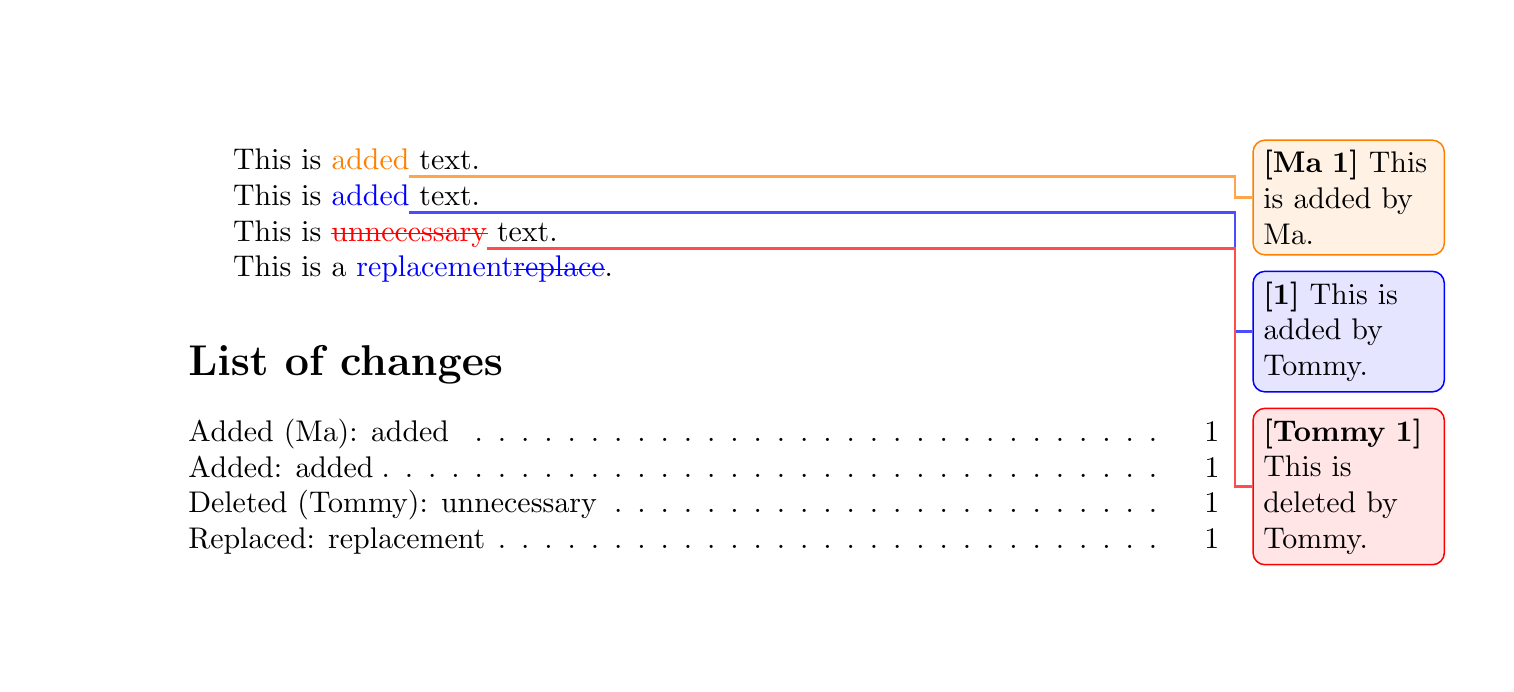 This is added text.
This is added text.
This is unnecessary text.
This is a replacementreplace.
List of changes
Added (Ma): added . . . . . . . . . . . . . . . . . . . . . . . . . . . . . . 1
Added: added . . . . . . . . . . . . . . . . . . . . . . . . . . . . . . . . . . 1
Deleted (Tommy): unnecessary . . . . . . . . . . . . . . . . . . . . . . . . 1
Replaced: replacement . . . . . . . . . . . . . . . . . . . . . . . . . . . . . 1
[Ma 1] This
is added by
Ma.
[1] This is
added by
Tommy.
[Tommy 1]
This is
deleted by
Tommy.